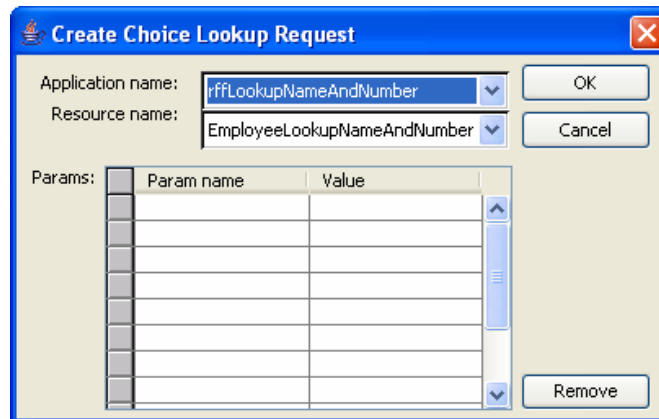 Create Choice Lookup Request
Application name: rffLookupNameAndNumber OK
Resource name: EmployeeLookupNameAndNumber Cancel
Params: Param name Value
Remove